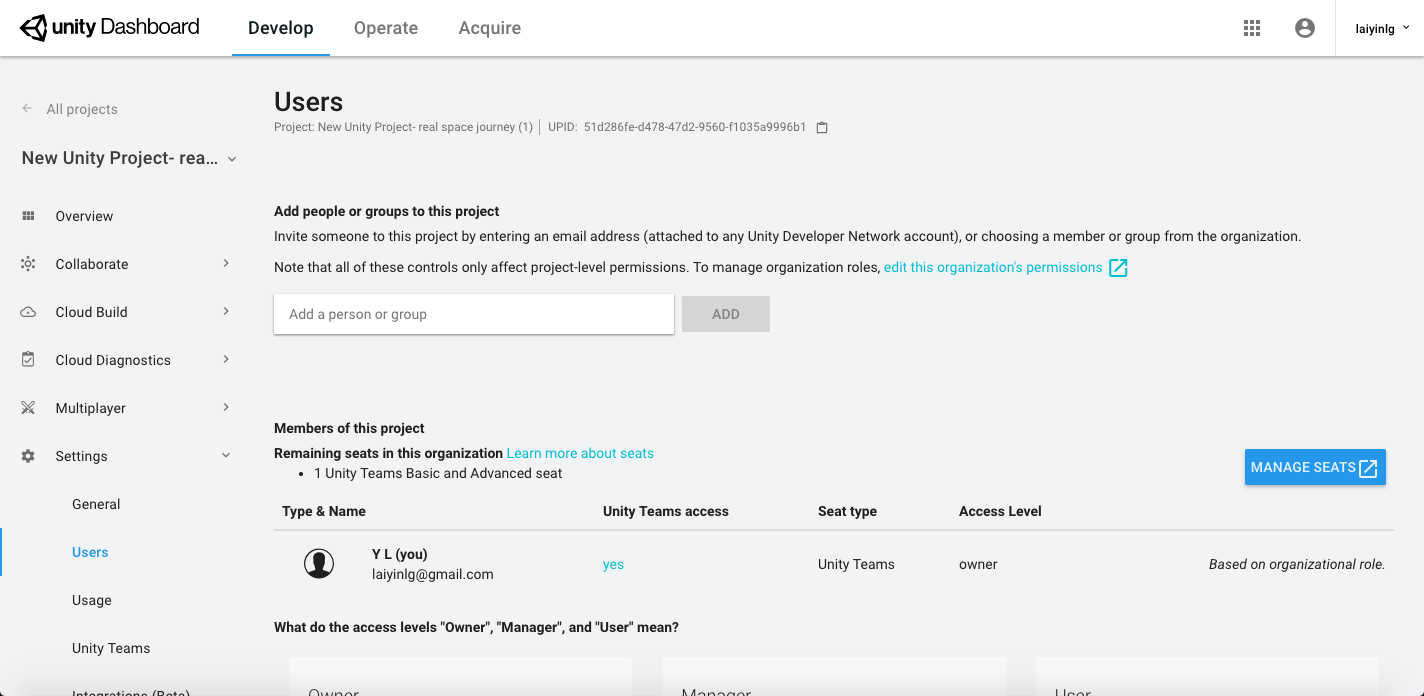 unity Dashboard
Develop
Operate
Acquire
laiyinlg
All projects
New Unity Project- rea...
Overview
Collaborate
Cloud Build
Cloud Diagnostics
Multiplayer
Settings
General
Users
Usage
Unity Teams
Integrations (Beta)
Users
Project: New Unity Project- real space journey (1) UPID: 51d286fe-d478-47d2-9560-f1035a9996b1
Add people or groups to this project
Invite someone to this project by entering an email address (attached to any Unity Developer Network account), or choosing a member or group from the organization.
Note that all of these controls only affect project-level permissions. To manage organization roles, edit this organization's permissions
Add a person or group
ADD
Members of this project
Remaining seats in this organization Learn more about seats
• 1 Unity Teams Basic and Advanced seat
MANAGE SEATS
Type & Name Unity Teams access Seat type Access Level
Y L (you)
laiyinlg@gmail.com
yes
Unity Teams
owner
Based on organizational role.
What do the access levels "Owner", "Manager", and "User" mean?
Owner
Manager
User